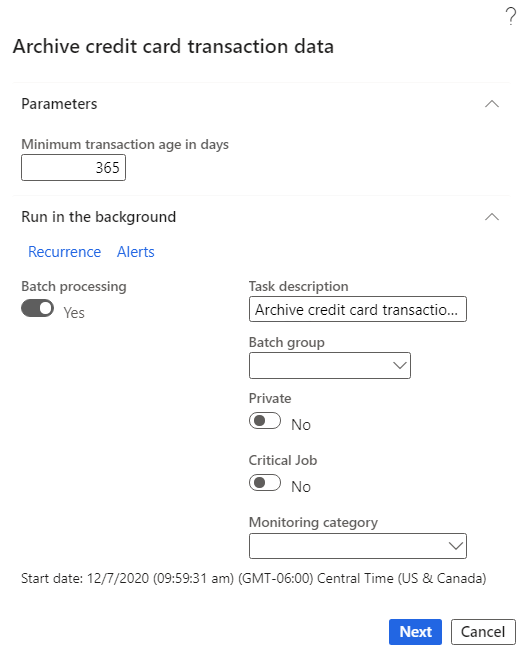 ?
Archive credit card transaction data
Parameters
Minimum transaction age in days
365
Run in the background
Recurrence Alerts
Batch processing
Yes
Task description
Archive credit card transactio...
Batch group
Private
No
Critical Job
No
Monitoring category
Start date: 12/7/2020 (09:59:31 am) (GMT-06:00) Central Time (US & Canada)
Next Cancel